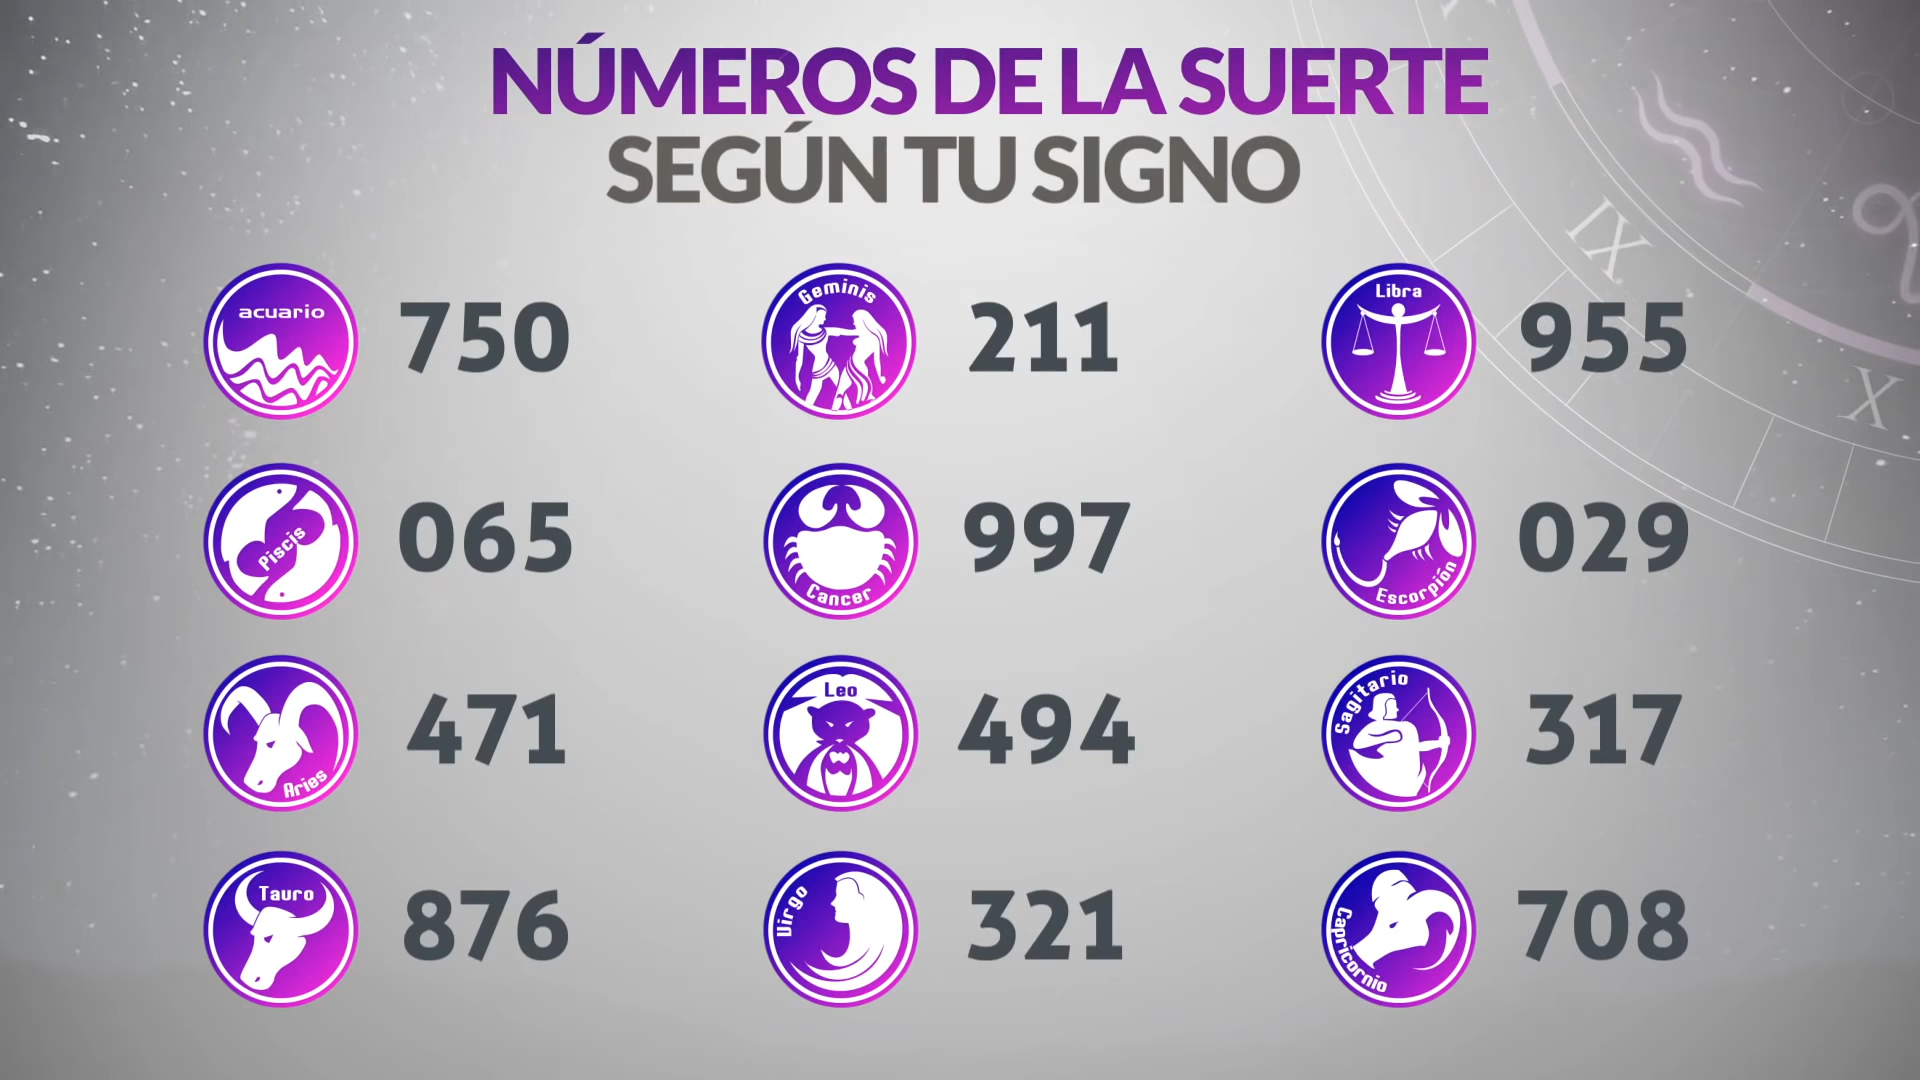 NÚMEROS DE LA SUERTE
SEGÚN TU SIGNO
acuario 750
Geminis 211
Libra 955
Piscis 065
Cancer 997
Escorpión 029
Aries 471
Leo 494
Sagitario 317
Tauro 876
Virgo 321
Capricornio 708
IX
X